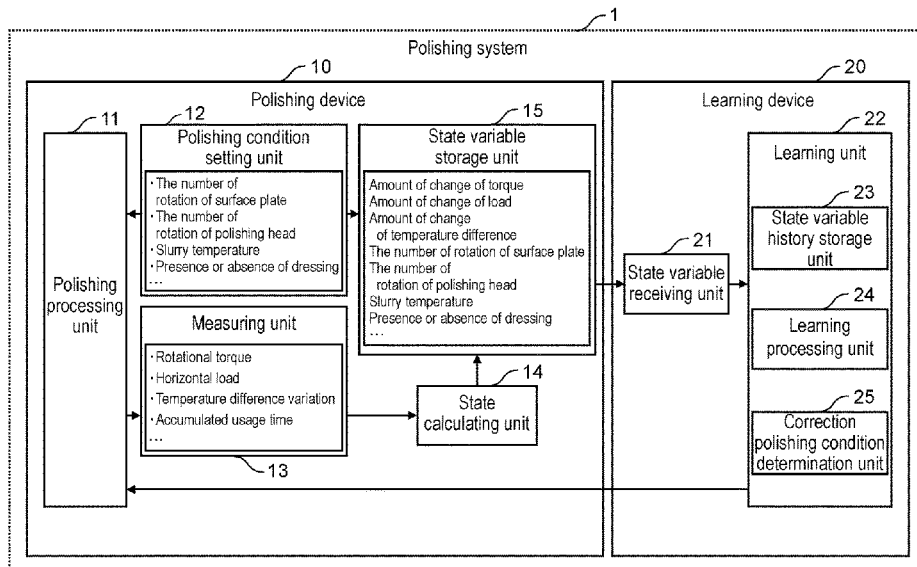 1
Polishing system
10
Polishing device
20
Learning device
11
Polishing
processing
unit
12
Polishing condition
setting unit
・The number of
rotation of surface plate
・The number of
rotation of polishing head
・Slurry temperature
・Presence or absence of dressing
...
15
State variable
storage unit
Amount of change of torque
Amount of change of load
Amount of change
of temperature difference
The number of rotation of surface plate
The number of
rotation of polishing head
Slurry temperature
Presence or absence of dressing
...
Measuring unit
・Rotational torque
・Horizontal load
・Temperature difference variation
・Accumulated usage time
...
13
14
State
calculating unit
21
State variable
receiving unit
22
Learning unit
23
State variable
history storage
unit
24
Learning
processing unit
25
Correction
polishing condition
determination unit